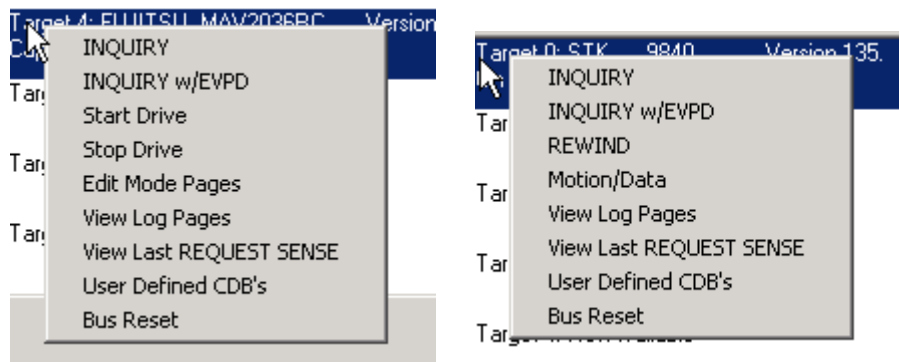 Target 4: FUJITSU MAV2036RC Version
INQUIRY
INQUIRY w/EVPD
Start Drive
Stop Drive
Edit Mode Pages
View Log Pages
View Last REQUEST SENSE
User Defined CDB's
Bus Reset
Target 0: STK 9840 Version 135.
INQUIRY
INQUIRY w/EVPD
REWIND
Motion/Data
View Log Pages
View Last REQUEST SENSE
User Defined CDB's
Bus Reset